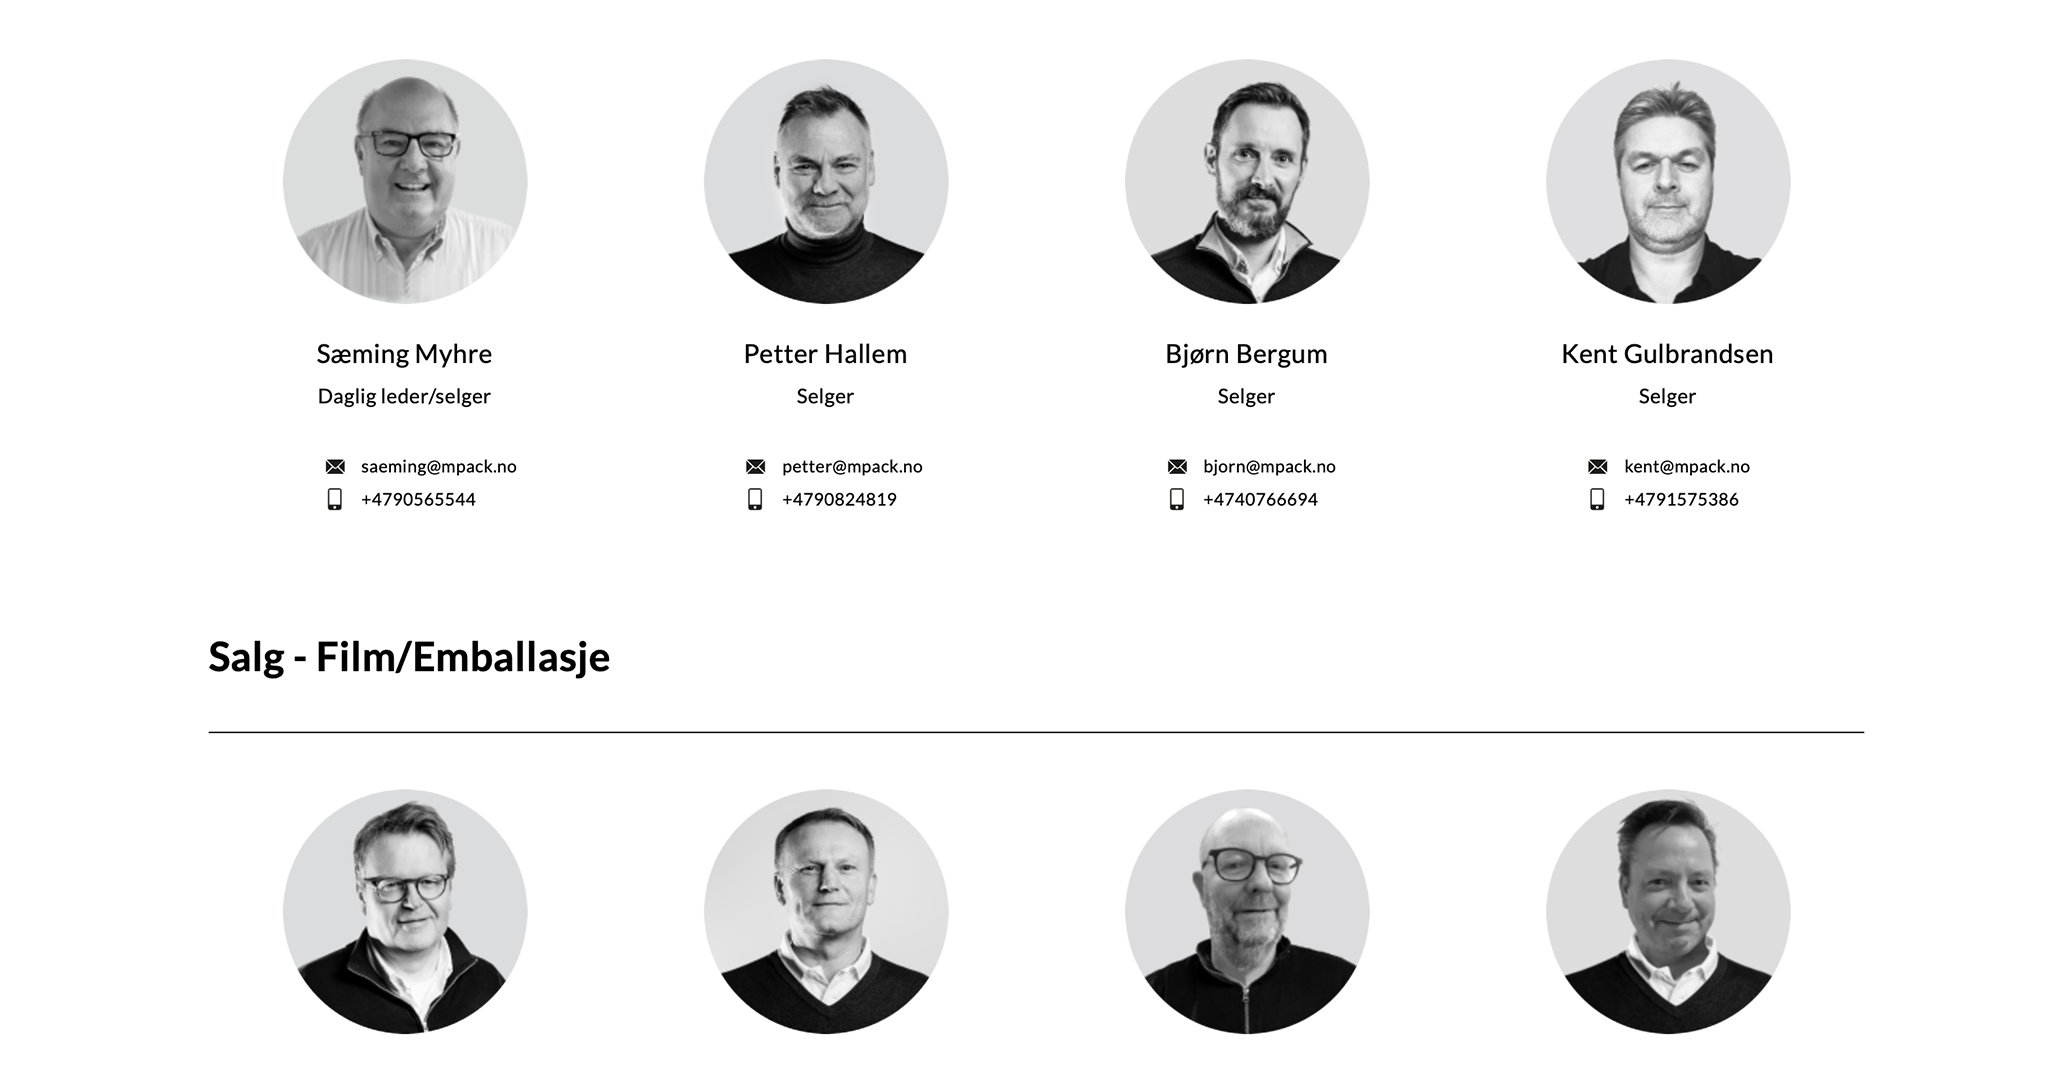 Sæming Myhre
Daglig leder/selger
saeming@mpack.no
+4790565544
Petter Hallem
Selger
petter@mpack.no
+4790824819
Bjørn Bergum
Selger
bjorn@mpack.no
+4740766694
Kent Gulbrandsen
Selger
kent@mpack.no
+4791575386
Salg - Film/Emballasje